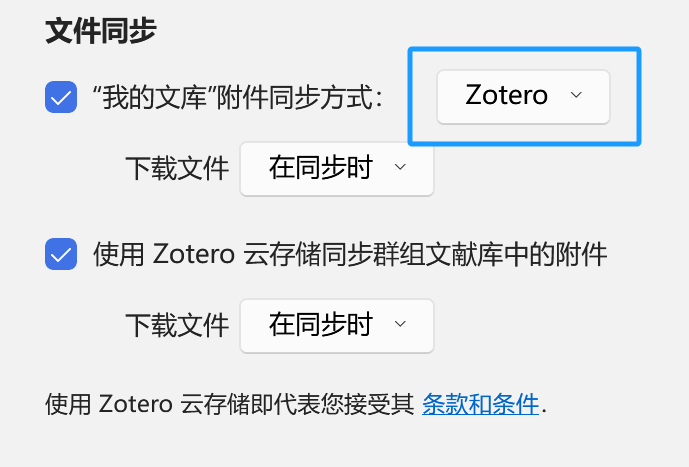 文件同步
“我的文库”附件同步方式： Zotero
下载文件 在同步时
使用 Zotero 云存储同步群组文献库中的附件
下载文件 在同步时
使用 Zotero 云存储即代表您接受其 条款和条件.